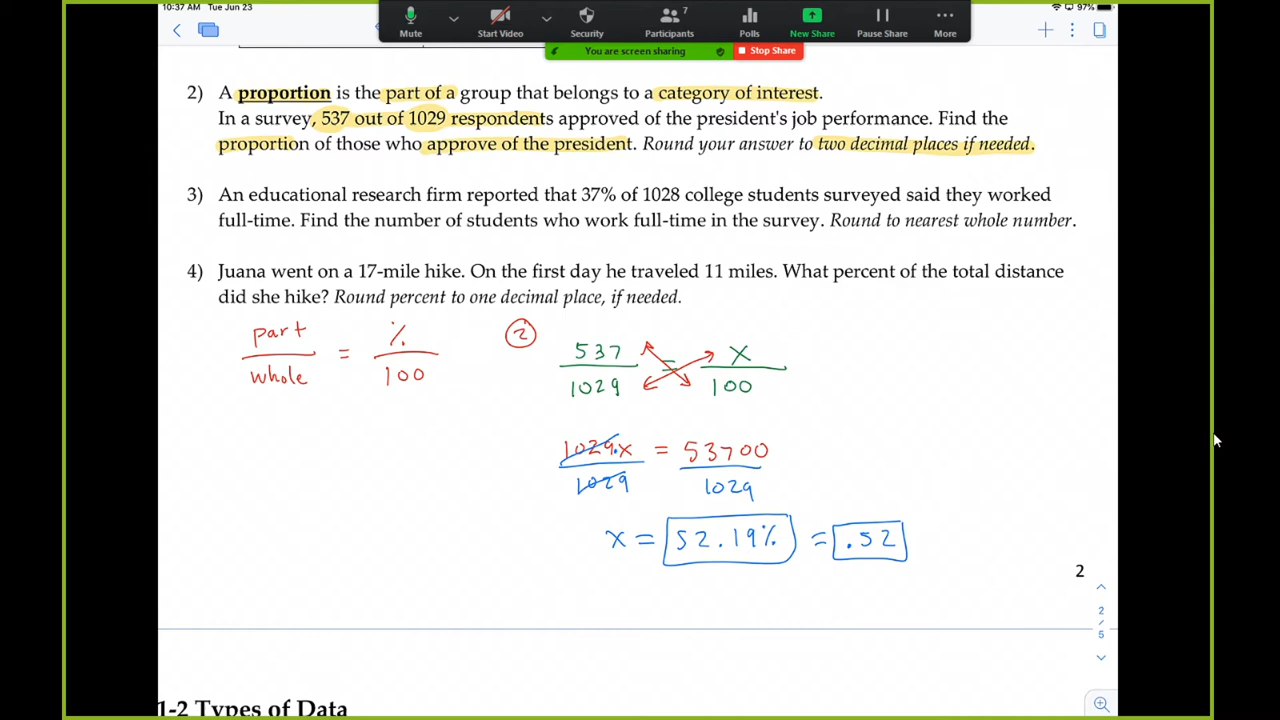 10:37 AM Tue Jun 23
97%
Mute
Start Video
Security
7
Participants
Polls
New Share
Pause Share
More
You are screen sharing
Stop Share
2) A proportion is the part of a group that belongs to a category of interest.
In a survey, 537 out of 1029 respondents approved of the president's job performance. Find the
proportion of those who approve of the president. Round your answer to two decimal places if needed.
3) An educational research firm reported that 37% of 1028 college students surveyed said they worked
full-time. Find the number of students who work full-time in the survey. Round to nearest whole number.
4) Juana went on a 17-mile hike. On the first day he traveled 11 miles. What percent of the total distance
did she hike? Round percent to one decimal place, if needed.
part
whole
=
%
100
2
537
1029
=
x
100
1029·x = 53700
1029 1029
x = 52.19% = .52
2
2
/
5
1-2 Types of Data